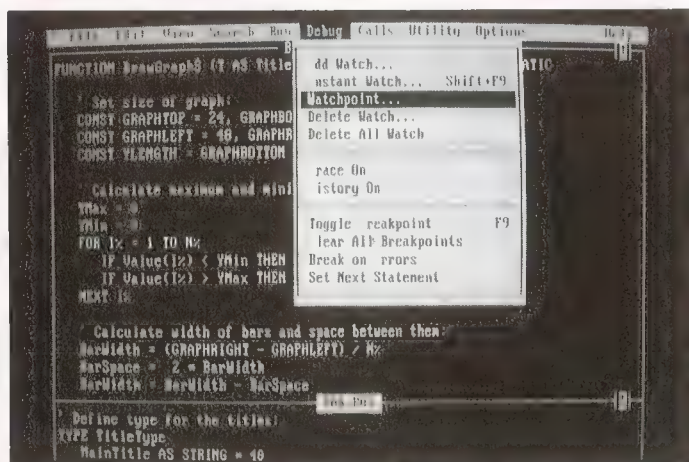 File Edit View Search Run Debug Calls Utility Options Help
FUNCTION DrawGraph$ (T AS Title
ATIC
' Set size of graph:
CONST GRAPHTOP = 24, GRAPHBO
CONST GRAPHLEFT = 48, GRAPHR
CONST YLENGTH = GRAPHBOTTOM
' Calculate maximum and mini
YMax = 0
YMin = 0
FOR I% = 1 TO N%
IF Value(I%) < YMin THEN
IF Value(I%) > YMax THEN
NEXT I%
' Calculate width of bars and space between them:
BarWidth = (GRAPHRIGHT - GRAPHLEFT) / N%
BarSpace = .2 * BarWidth
BarWidth = BarWidth - BarSpace
' Define type for the titles:
TYPE TitleType
MainTitle AS STRING * 40
dd Watch...
nstant Watch... Shift+F9
Watchpoint...
Delete Watch...
Delete All Watch
race On
istory On
Toggle reakpoint F9
lear All Breakpoints
Break on rrors
Set Next Statement